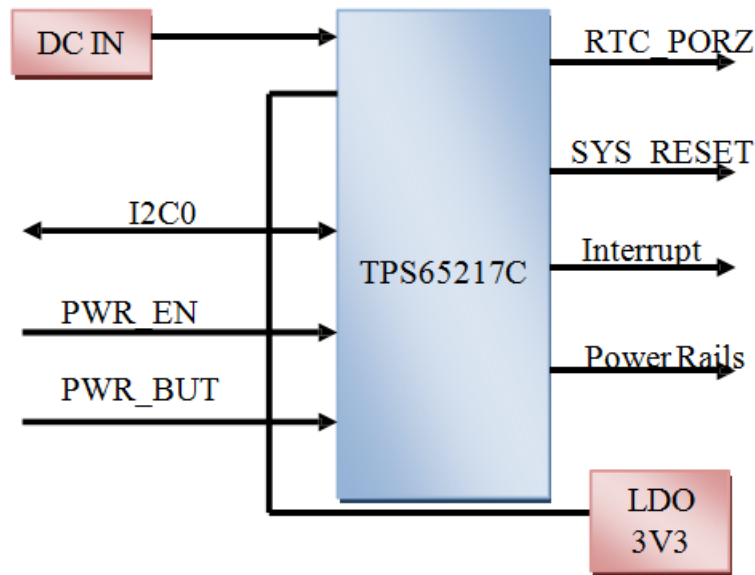 DC IN
RTC_PORZ
SYS_RESET
I2C0
Interrupt
TPS65217C
PWR_EN
Power Rails
PWR_BUT
LDO
3V3